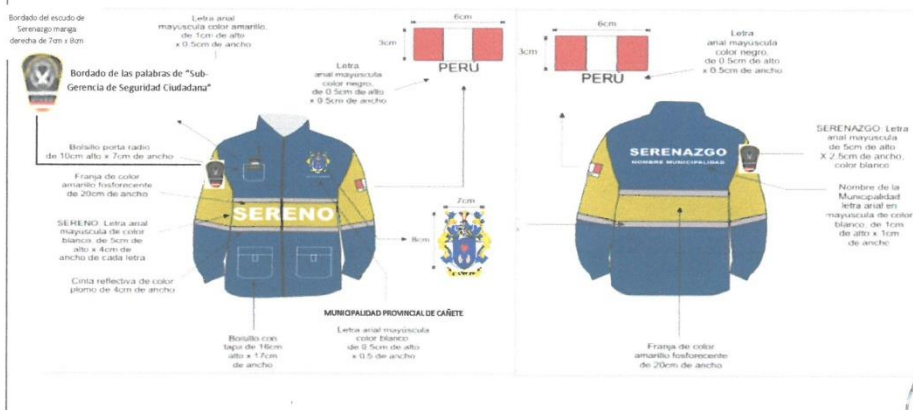 Bordado del escudo de
Serenazgo manga
derecha de 7cm x 8cm
Bordado de las palabras de "Sub-
Gerencia de Seguridad Ciudadana"
Letra arial
mayúscula color amarillo,
de 1cm de alto
x 0.5cm de ancho
6cm
3cm
PERÚ
Letra
arial mayúscula
color negro,
de 0.5cm de alto
x 0.5cm de ancho
Bolsillo porta radio
de 10cm alto x 7cm de ancho
Franja de color
amarillo fosforecente
de 20cm de ancho
SERENO: Letra arial
mayúscula de color
blanco, de 5cm de
alto x 4cm de
ancho de cada letra
Cinta reflectiva de color
plomo de 4cm de ancho
SERENO
7cm
8cm
Bolsillo con
tapa de 16cm
alto x 17cm
de ancho
MUNICIPALIDAD PROVINCIAL DE CAÑETE
Letra arial mayúscula
color blanco
de 0.5cm de alto
x 0.5 de ancho
6cm
3cm
PERÚ
Letra
arial mayúscula
color negro,
de 0.5cm de alto
x 0.5cm de ancho
SERENAZGO
NOMBRE MUNICIPALIDAD
SERENAZGO: Letra
arial mayúscula
de 5cm de alto
X 2.5cm de ancho,
color blanco
Nombre de la
Municipalidad
letra arial en
mayúscula de color
blanco, de 1cm
de alto x 1cm
de ancho
Franja de color
amarillo fosforecente
de 20cm de ancho